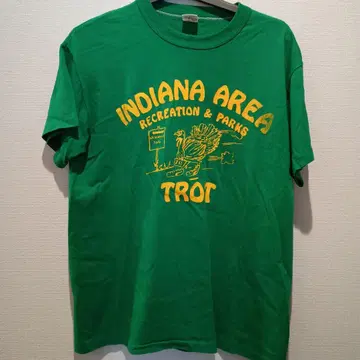 INDIANA AREA
RECREATION & PARKS
TROT